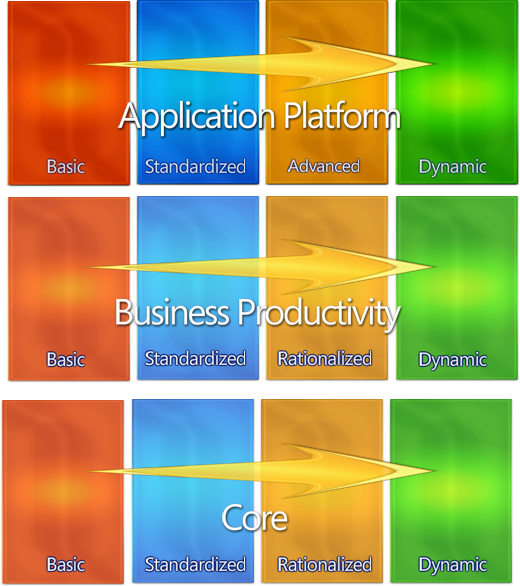 Application Platform
Basic Standardized Advanced Dynamic
Business Productivity
Basic Standardized Rationalized Dynamic
Core
Basic Standardized Rationalized Dynamic